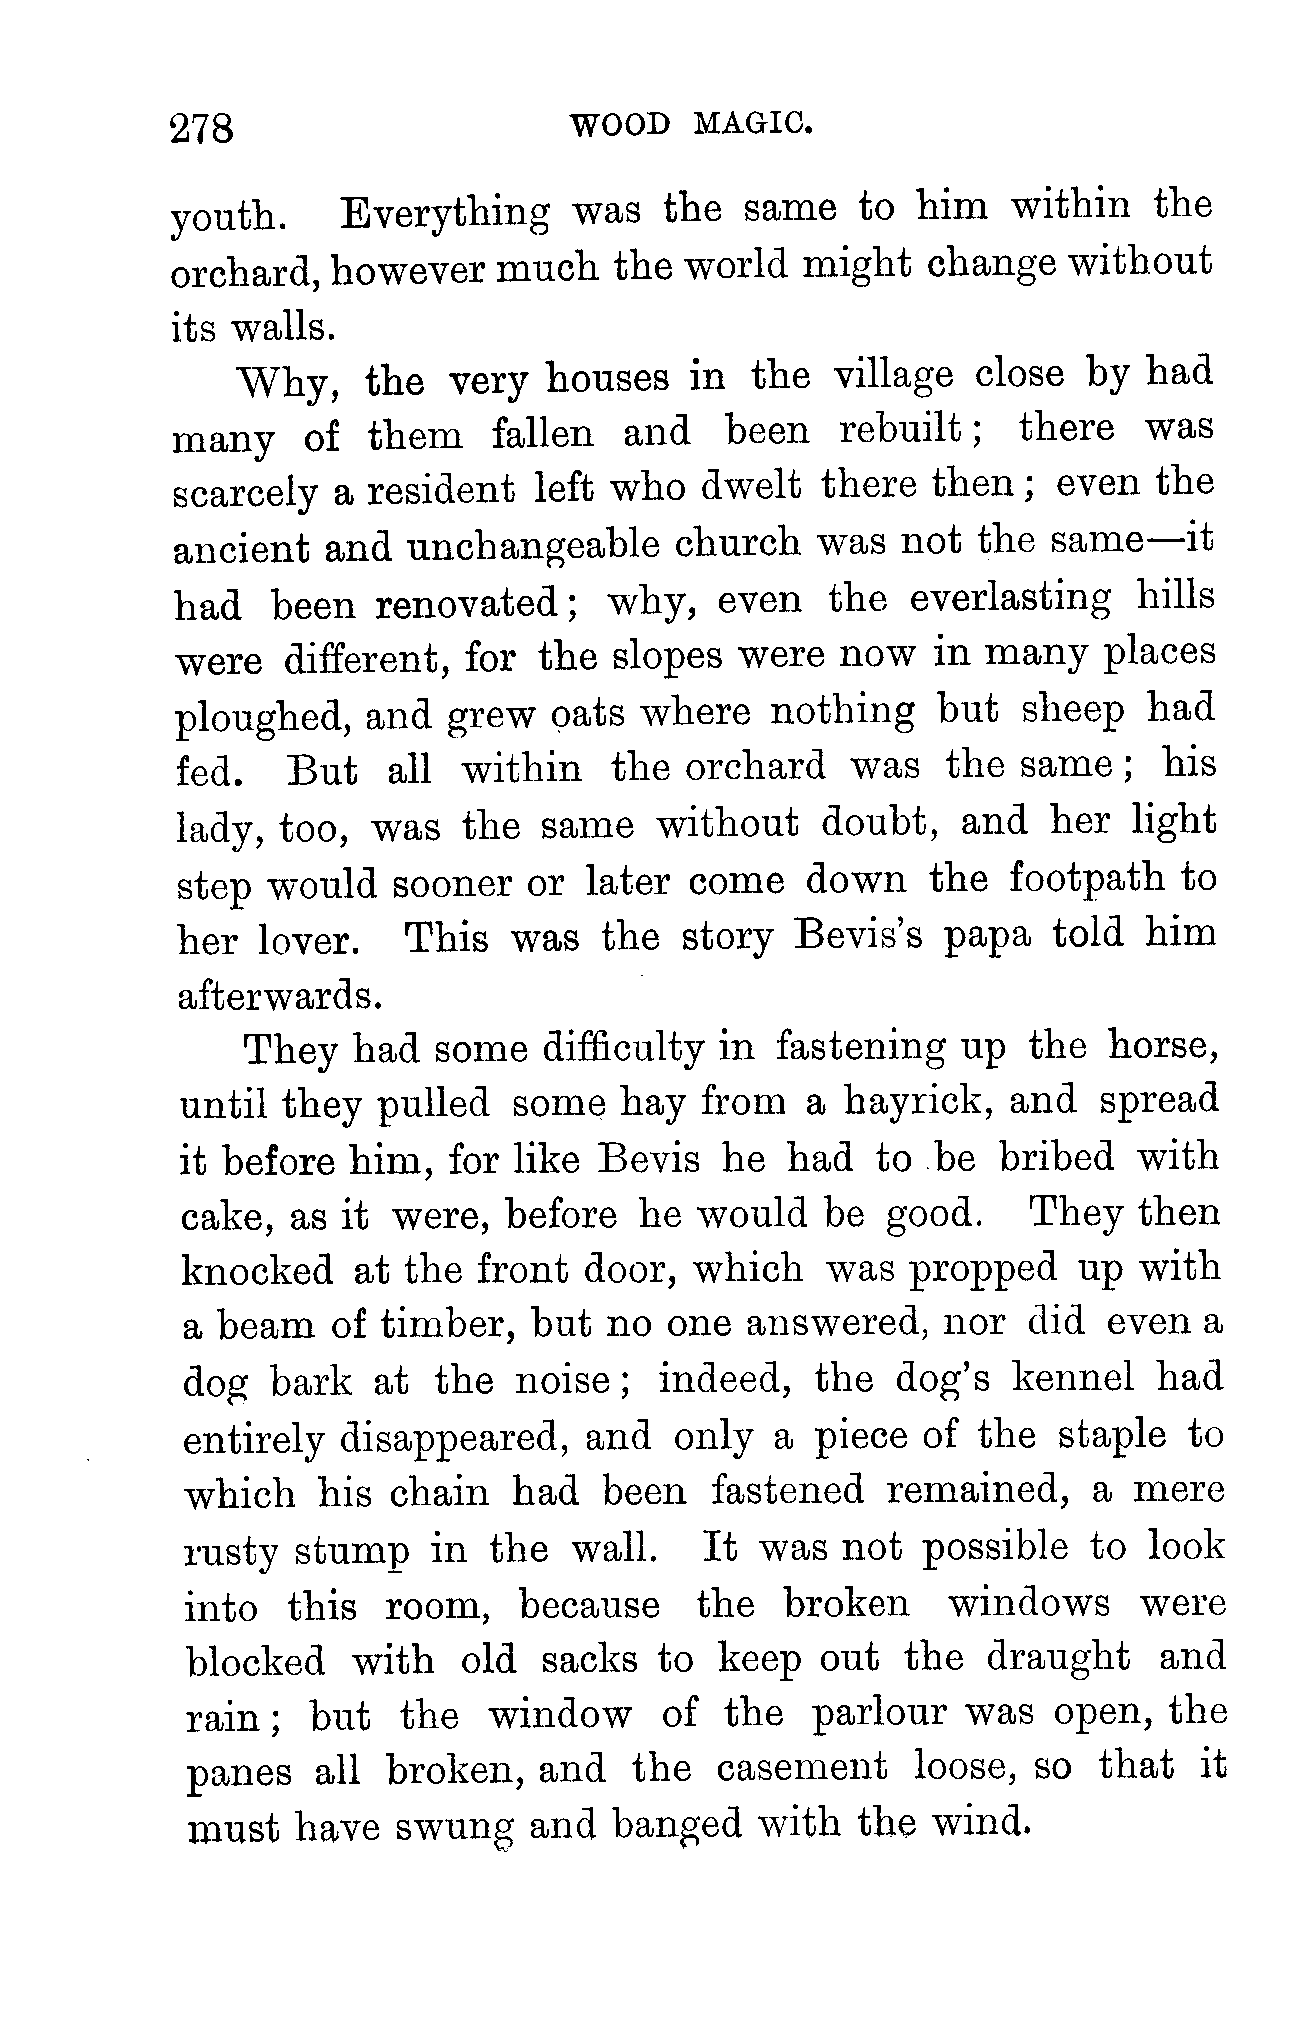 278 WOOD MAGIC.
youth. Everything was the same to him within the
orchard, however much the world might change without
its walls.
Why, the very houses in the village close by had
many of them fallen and been rebuilt; there was
scarcely a resident left who dwelt there then; even the
ancient and unchangeable church was not the same—it
had been renovated; why, even the everlasting hills
were different, for the slopes were now in many places
ploughed, and grew oats where nothing but sheep had
fed. But all within the orchard was the same; his
lady, too, was the same without doubt, and her light
step would sooner or later come down the footpath to
her lover. This was the story Bevis's papa told him
afterwards.
They had some difficulty in fastening up the horse,
until they pulled some hay from a hayrick, and spread
it before him, for like Bevis he had to be bribed with
cake, as it were, before he would be good. They then
knocked at the front door, which was propped up with
a beam of timber, but no one answered, nor did even a
dog bark at the noise; indeed, the dog's kennel had
entirely disappeared, and only a piece of the staple to
which his chain had been fastened remained, a mere
rusty stump in the wall. It was not possible to look
into this room, because the broken windows were
blocked with old sacks to keep out the draught and
rain; but the window of the parlour was open, the
panes all broken, and the casement loose, so that it
must have swung and banged with the wind.